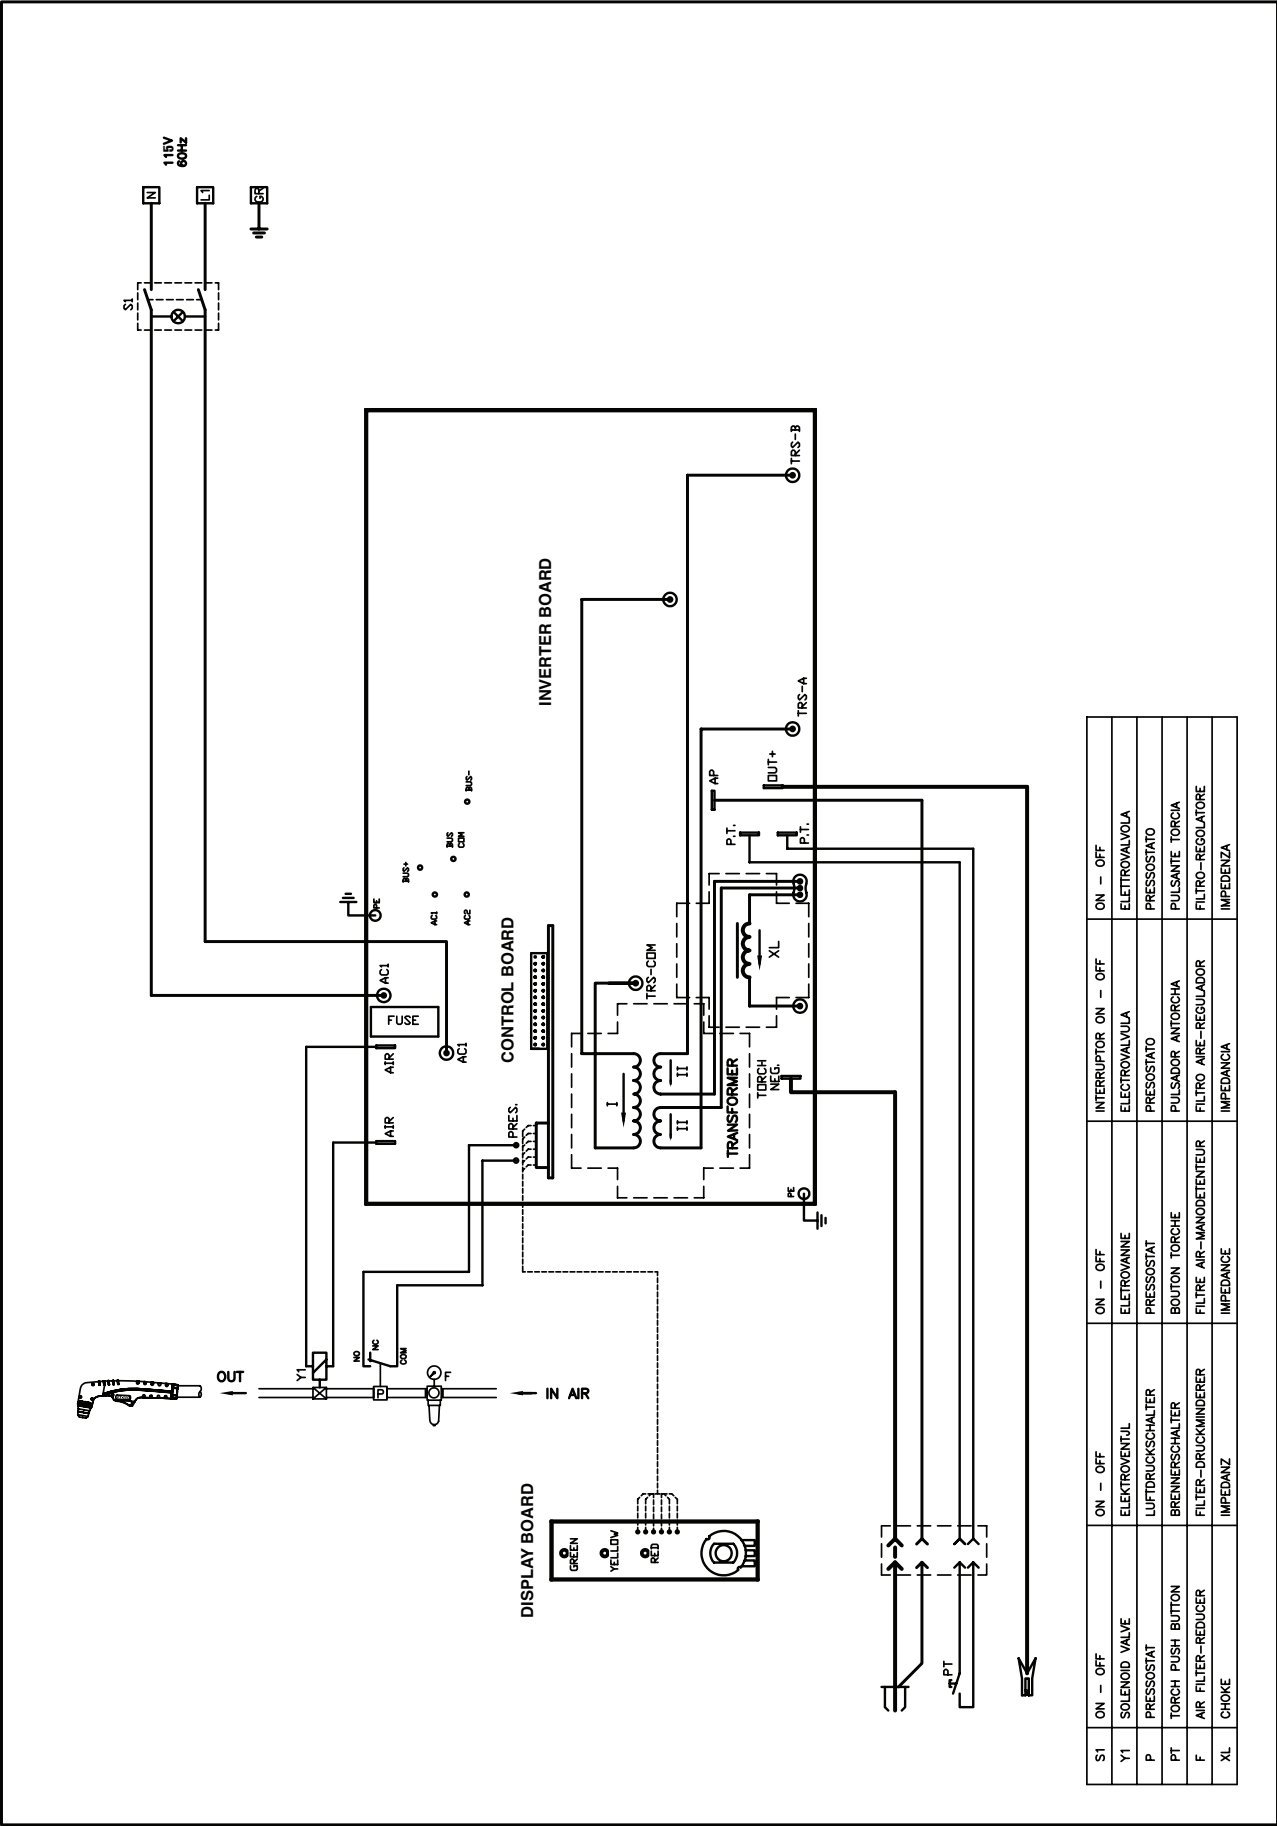 115V
60Hz
N
L1
GR
S1
INVERTER BOARD
CONTROL BOARD
TRANSFORMER
DISPLAY BOARD
TRS-B
TRS-A
TRS-COM
OUT+
AP
P.T.
P.T.
XL
BUS+
BUS COM
BUS-
AC1
AC2
PE
AC1
FUSE
AC1
AIR
AIR
PRES.
I
II
II
TORCH NEG.
PE
Y1
NO
NC
COM
P
F
OUT
IN AIR
GREEN
YELLOW
RED
PT
S1 ON - OFF ON - OFF ON - OFF INTERRUPTOR ON - OFF ON - OFF
Y1 SOLENOID VALVE ELEKTROVENTJL ELETROVANNE ELECTROVALVULA ELETTROVALVOLA
P PRESSOSTAT LUFTDRUCKSCHALTER PRESSOSTAT PRESOSTATO PRESSOSTATO
PT TORCH PUSH BUTTON BRENNERSCHALTER BOUTON TORCHE PULSADOR ANTORCHA PULSANTE TORCIA
F AIR FILTER-REDUCER FILTER-DRUCKMINDERER FILTRE AIR-MANODETENTEUR FILTRO AIRE-REGULADOR FILTRO-REGOLATORE
XL CHOKE IMPEDANZ IMPEDANCE IMPEDANCIA IMPEDENZA